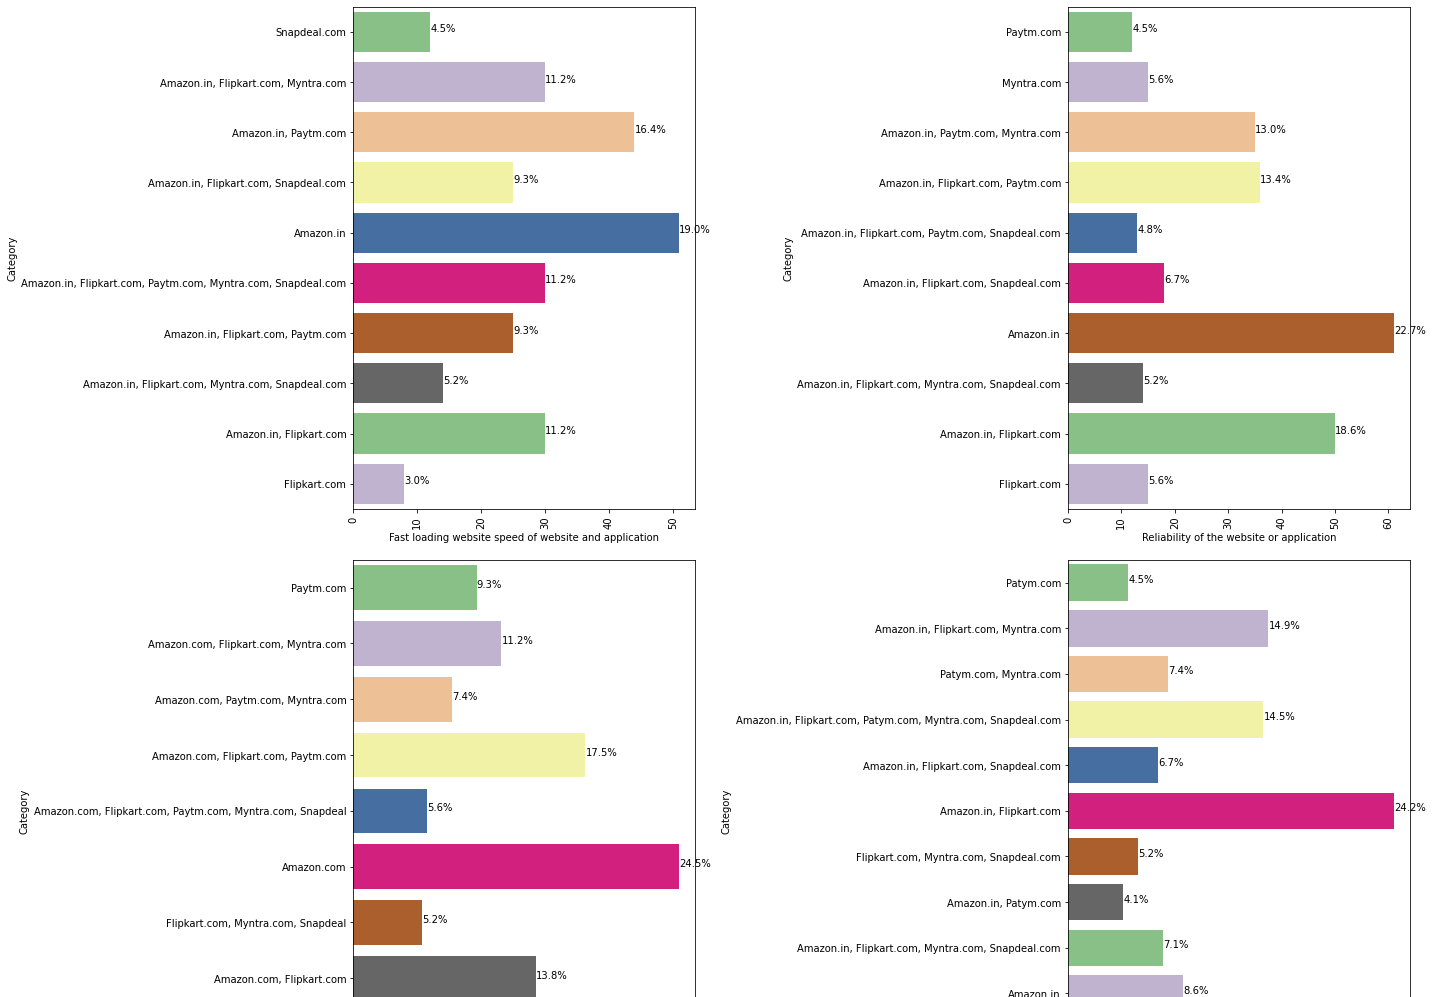 Snapdeal.com
4.5%
Amazon.in, Flipkart.com, Myntra.com
11.2%
Amazon.in, Paytm.com
16.4%
Amazon.in, Flipkart.com, Snapdeal.com
9.3%
Amazon.in
19.0%
Amazon.in, Flipkart.com, Paytm.com, Myntra.com, Snapdeal.com
11.2%
Amazon.in, Flipkart.com, Paytm.com
9.3%
Amazon.in, Flipkart.com, Myntra.com, Snapdeal.com
5.2%
Amazon.in, Flipkart.com
11.2%
Flipkart.com
3.0%
Category
0 10 20 30 40 50
Fast loading website speed of website and application
Paytm.com
4.5%
Myntra.com
5.6%
Amazon.in, Paytm.com, Myntra.com
13.0%
Amazon.in, Flipkart.com, Paytm.com
13.4%
Amazon.in, Flipkart.com, Paytm.com, Snapdeal.com
4.8%
Amazon.in, Flipkart.com, Snapdeal.com
6.7%
Amazon.in
22.7%
Amazon.in, Flipkart.com, Myntra.com, Snapdeal.com
5.2%
Amazon.in, Flipkart.com
18.6%
Flipkart.com
5.6%
Category
0 10 20 30 40 50 60
Reliability of the website or application
Paytm.com
9.3%
Amazon.com, Flipkart.com, Myntra.com
11.2%
Amazon.com, Paytm.com, Myntra.com
7.4%
Amazon.com, Flipkart.com, Paytm.com
17.5%
Amazon.com, Flipkart.com, Paytm.com, Myntra.com, Snapdeal
5.6%
Amazon.com
24.5%
Flipkart.com, Myntra.com, Snapdeal
5.2%
Amazon.com, Flipkart.com
13.8%
Category
Patym.com
4.5%
Amazon.in, Flipkart.com, Myntra.com
14.9%
Patym.com, Myntra.com
7.4%
Amazon.in, Flipkart.com, Patym.com, Myntra.com, Snapdeal.com
14.5%
Amazon.in, Flipkart.com, Snapdeal.com
6.7%
Amazon.in, Flipkart.com
24.2%
Flipkart.com, Myntra.com, Snapdeal.com
5.2%
Amazon.in, Patym.com
4.1%
Amazon.in, Flipkart.com, Myntra.com, Snapdeal.com
7.1%
Amazon.in
8.6%
Category